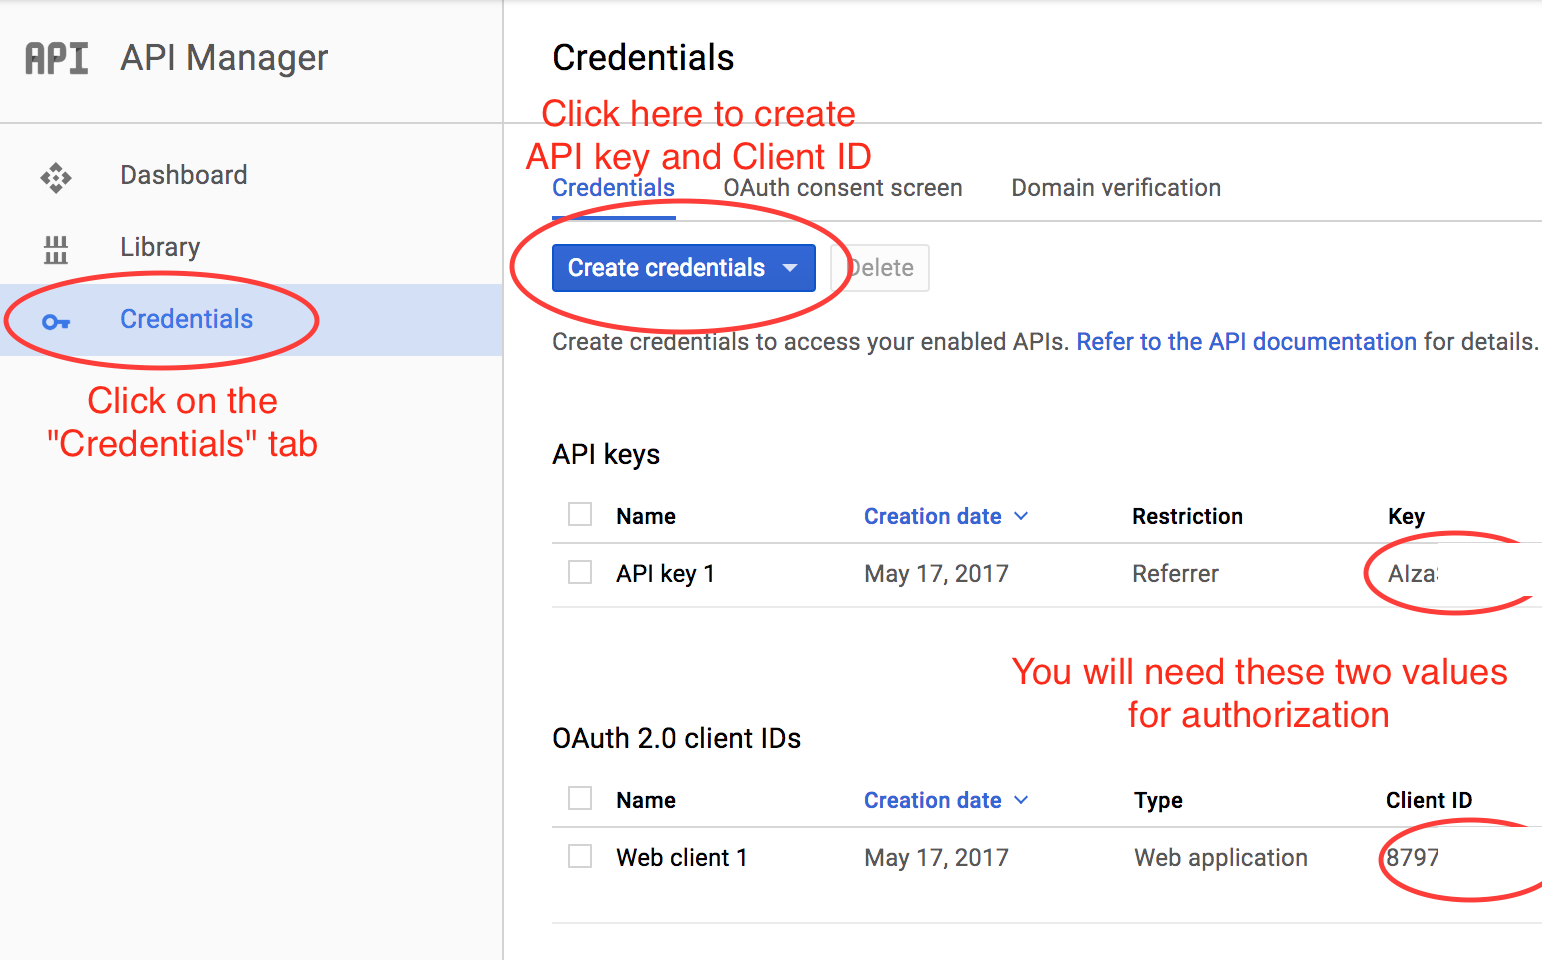 API API Manager
Credentials
Click here to create
API key and Client ID
Dashboard
Library
Credentials
Click on the
"Credentials" tab
Credentials OAuth consent screen Domain verification
Create credentials Delete
Create credentials to access your enabled APIs. Refer to the API documentation for details.
API keys
Name Creation date Restriction Key
API key 1 May 17, 2017 Referrer AIza
You will need these two values
for authorization
OAuth 2.0 client IDs
Name Creation date Type Client ID
Web client 1 May 17, 2017 Web application 8797